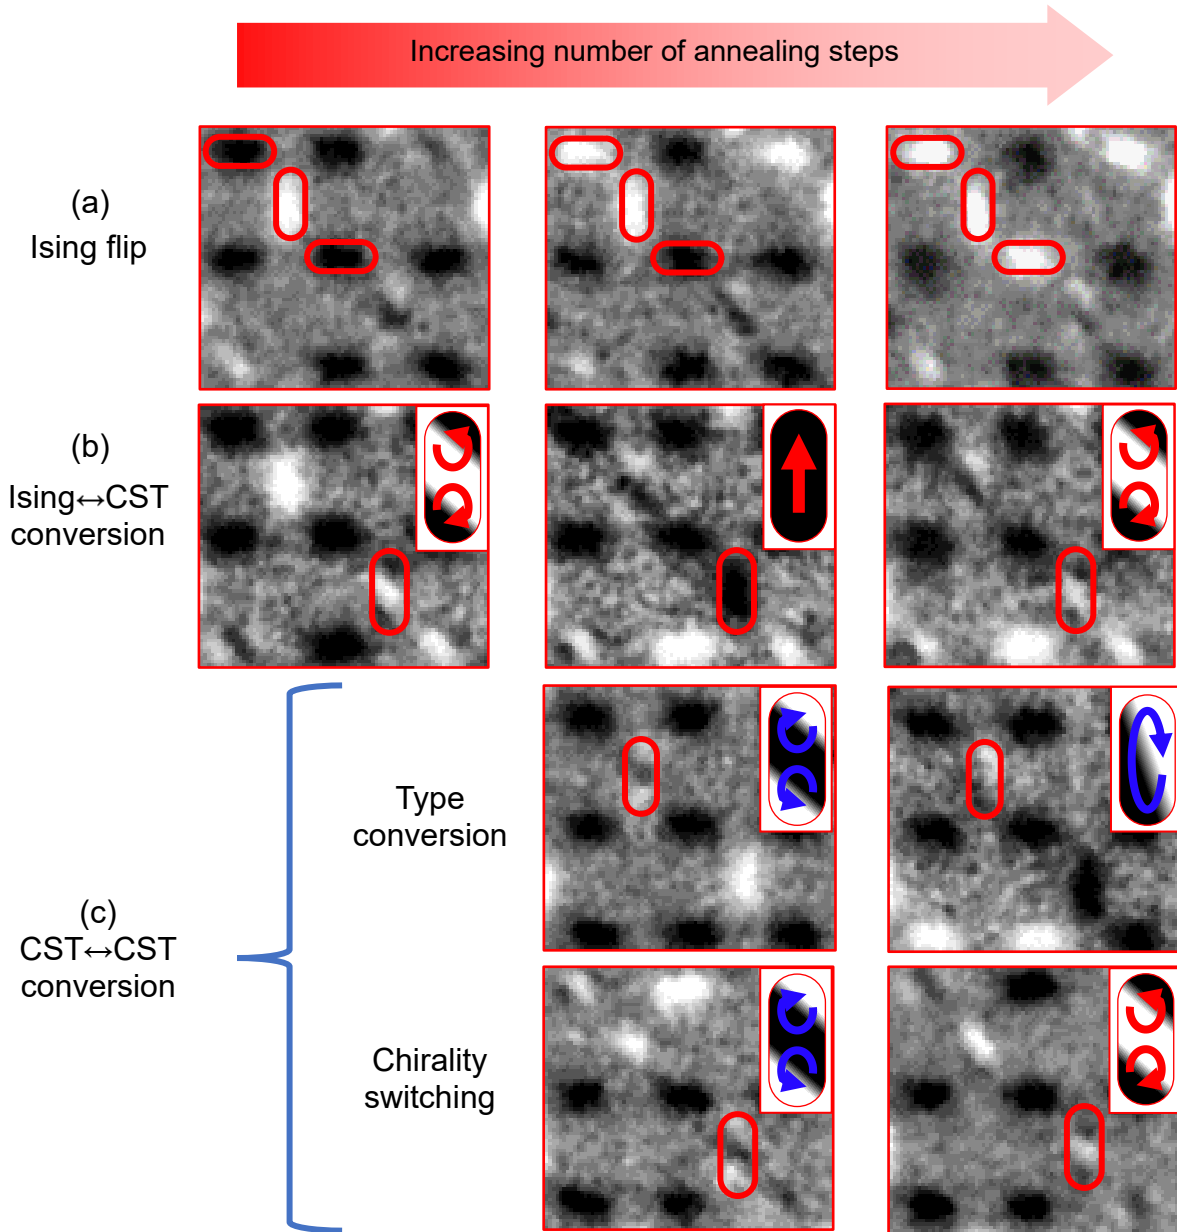 Increasing number of annealing steps
(a)
Ising flip
(b)
Ising↔CST
conversion
(c)
CST↔CST
conversion
Type
conversion
Chirality
switching